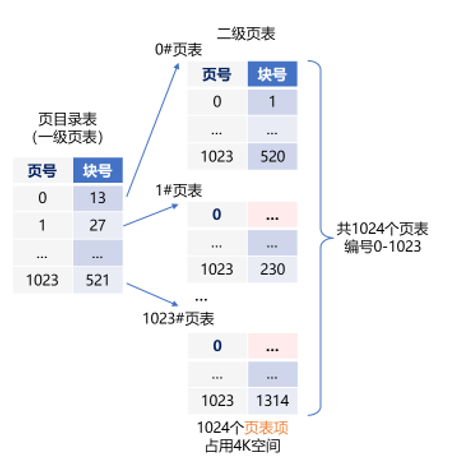 二级页表
0#页表
页号 块号
0 1
... ...
1023 520
页目录表
(一级页表)
页号 块号
0 13
1 27
... ...
1023 521
1#页表
0 ...
... ...
1023 230
...
1023#页表
0 ...
... ...
1023 1314
共1024个页表
编号0-1023
1024个页表项
占用4K空间